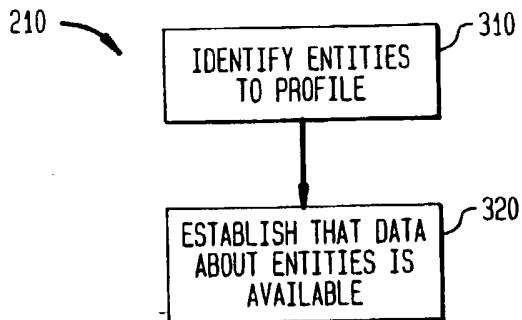 210
310
IDENTIFY ENTITIES
TO PROFILE
320
ESTABLISH THAT DATA
ABOUT ENTITIES IS
AVAILABLE